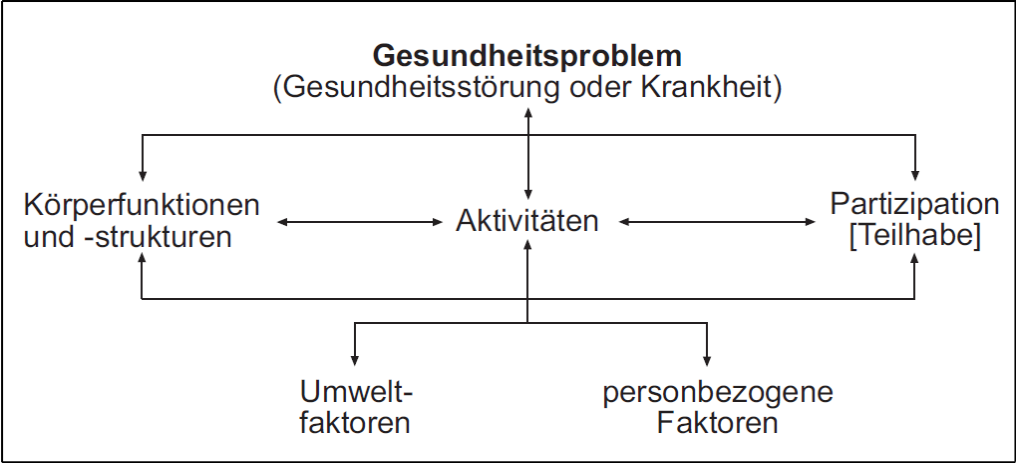 Gesundheitsproblem
(Gesundheitsstörung oder Krankheit)
Körperfunktionen
und -strukturen
Aktivitäten
Partizipation
[Teilhabe]
Umwelt-
faktoren
personbezogene
Faktoren